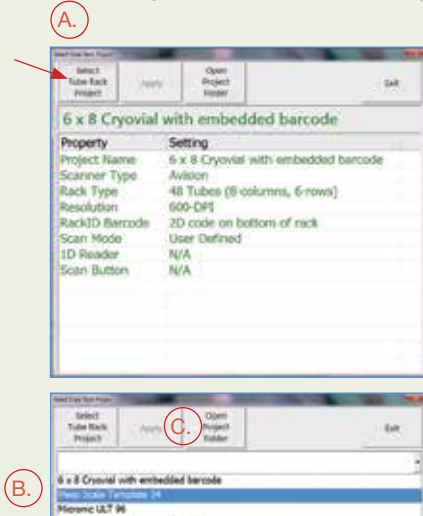 A.
Select
Tube Rack
Project
Apply
Open
Project
Folder
Exit
6 x 8 Cryovial with embedded barcode
Property Setting
Project Name 6 x 8 Cryovial with embedded barcode
Scanner Type Avision
Rack Type 48 Tubes (8 columns, 6 rows)
Resolution 600-DPI
RackID Barcode 2D code on bottom of rack
Scan Mode User Defined
1D Reader N/A
Scan Button N/A
Select
Tube Rack
Project
Apply
C.
Open
Project
Folder
Exit
B.
6 x 8 Cryovial with embedded barcode
Meso Scale Template 24
Micronic ULT 96